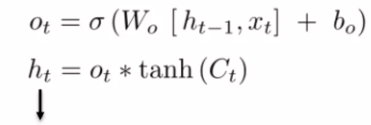 o_t = σ (W_o [h_{t-1}, x_t] + b_o)
h_t = o_t * tanh (C_t)